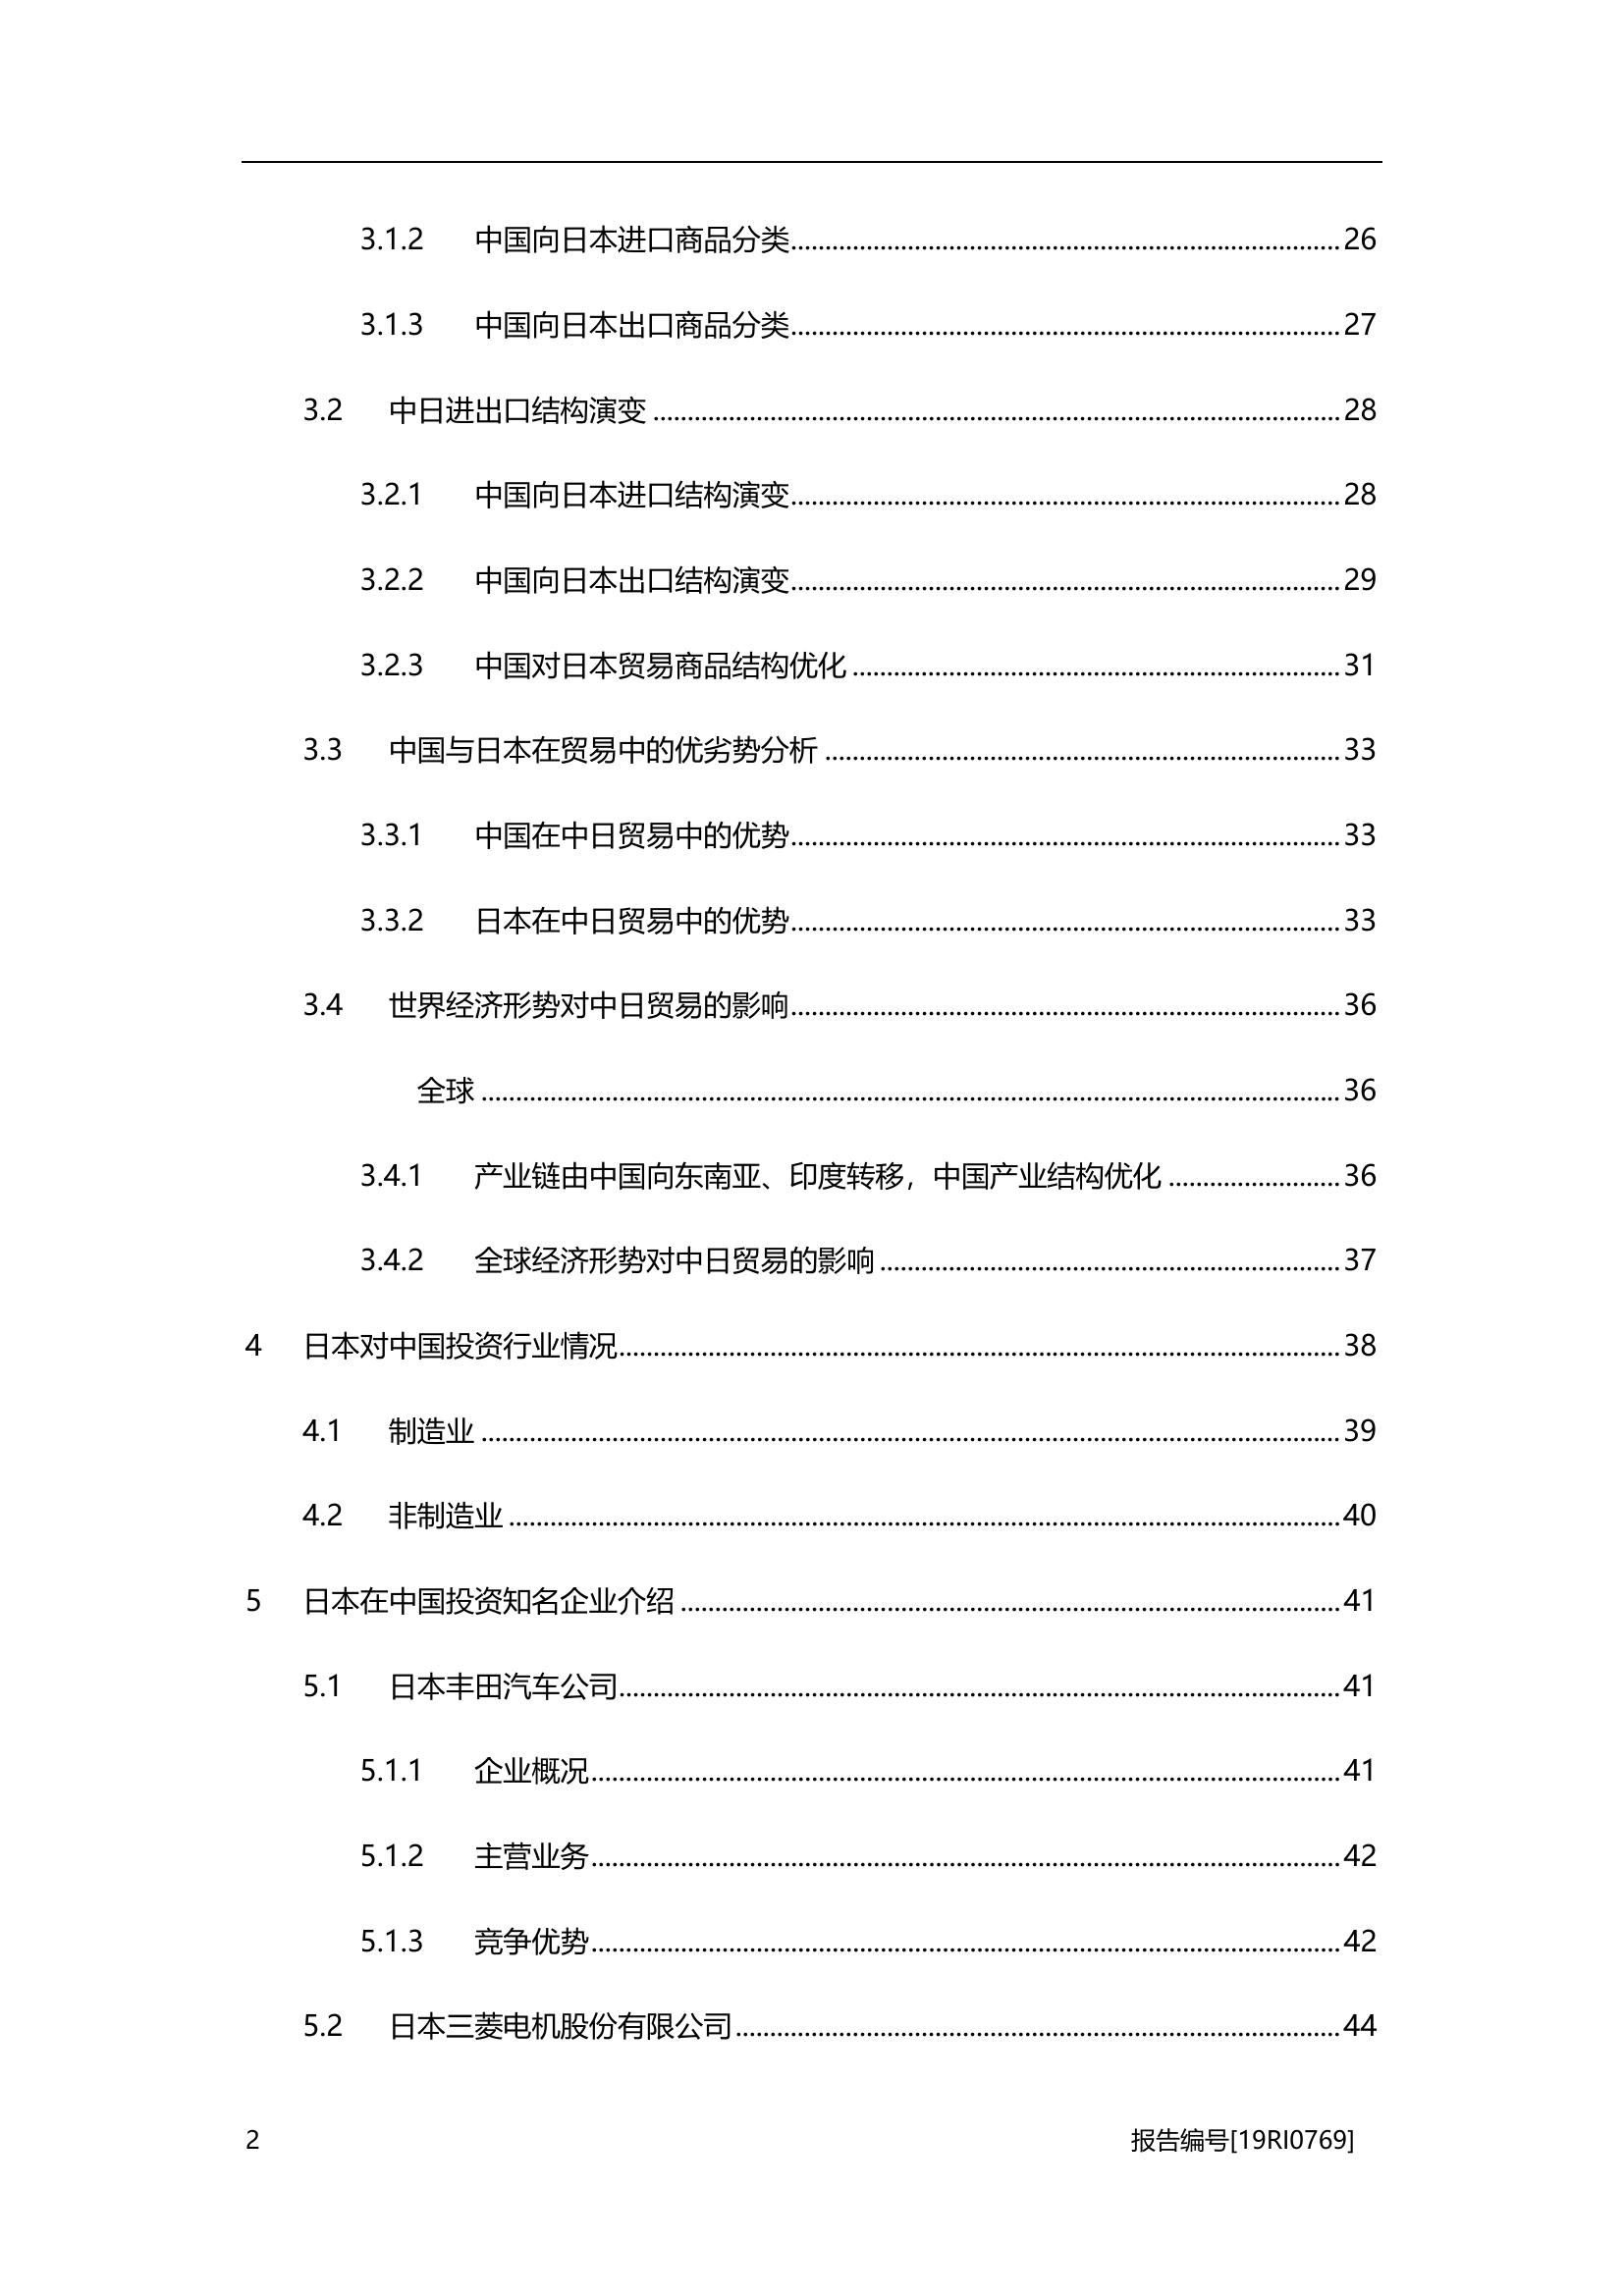 3.1.2 中国向日本进口商品分类........................................26
3.1.3 中国向日本出口商品分类........................................27
3.2 中日进出口结构演变........................................28
3.2.1 中国向日本进口结构演变........................................28
3.2.2 中国向日本出口结构演变........................................29
3.2.3 中国对日本贸易商品结构优化........................................31
3.3 中国与日本在贸易中的优劣势分析........................................33
3.3.1 中国在中日贸易中的优势........................................33
3.3.2 日本在中日贸易中的优势........................................33
3.4 世界经济形势对中日贸易的影响........................................36
全球........................................36
3.4.1 产业链由中国向东南亚、印度转移，中国产业结构优化........................................36
3.4.2 全球经济形势对中日贸易的影响........................................37
4 日本对中国投资行业情况........................................38
4.1 制造业........................................39
4.2 非制造业........................................40
5 日本在中国投资知名企业介绍........................................41
5.1 日本丰田汽车公司........................................41
5.1.1 企业概况........................................41
5.1.2 主营业务........................................42
5.1.3 竞争优势........................................42
5.2 日本三菱电机股份有限公司........................................44
2 报告编号[19RI0769]